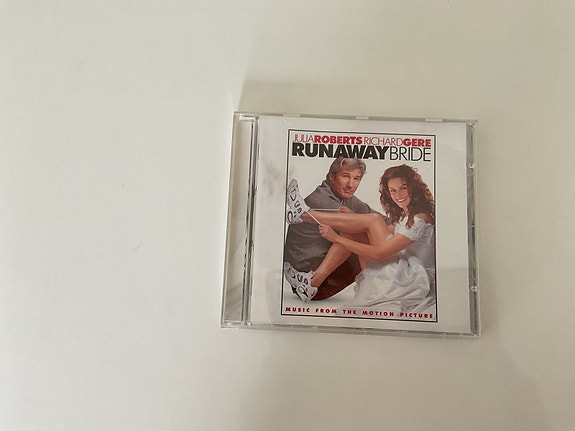 JULIAROBERTS RICHARDGERE
RUNAWAYBRIDE
MUSIC FROM THE MOTION PICTURE